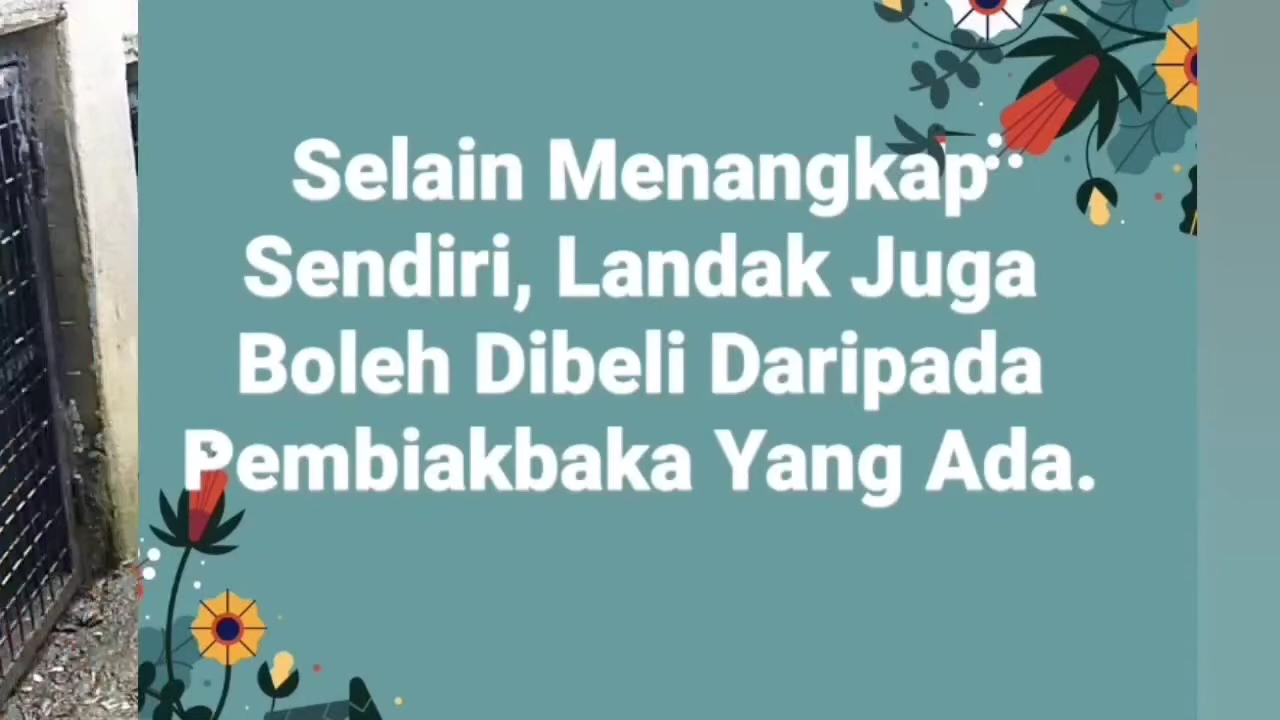 Selain Menangkap
Sendiri, Landak Juga
Boleh Dibeli Daripada
Pembiakbaka Yang Ada.